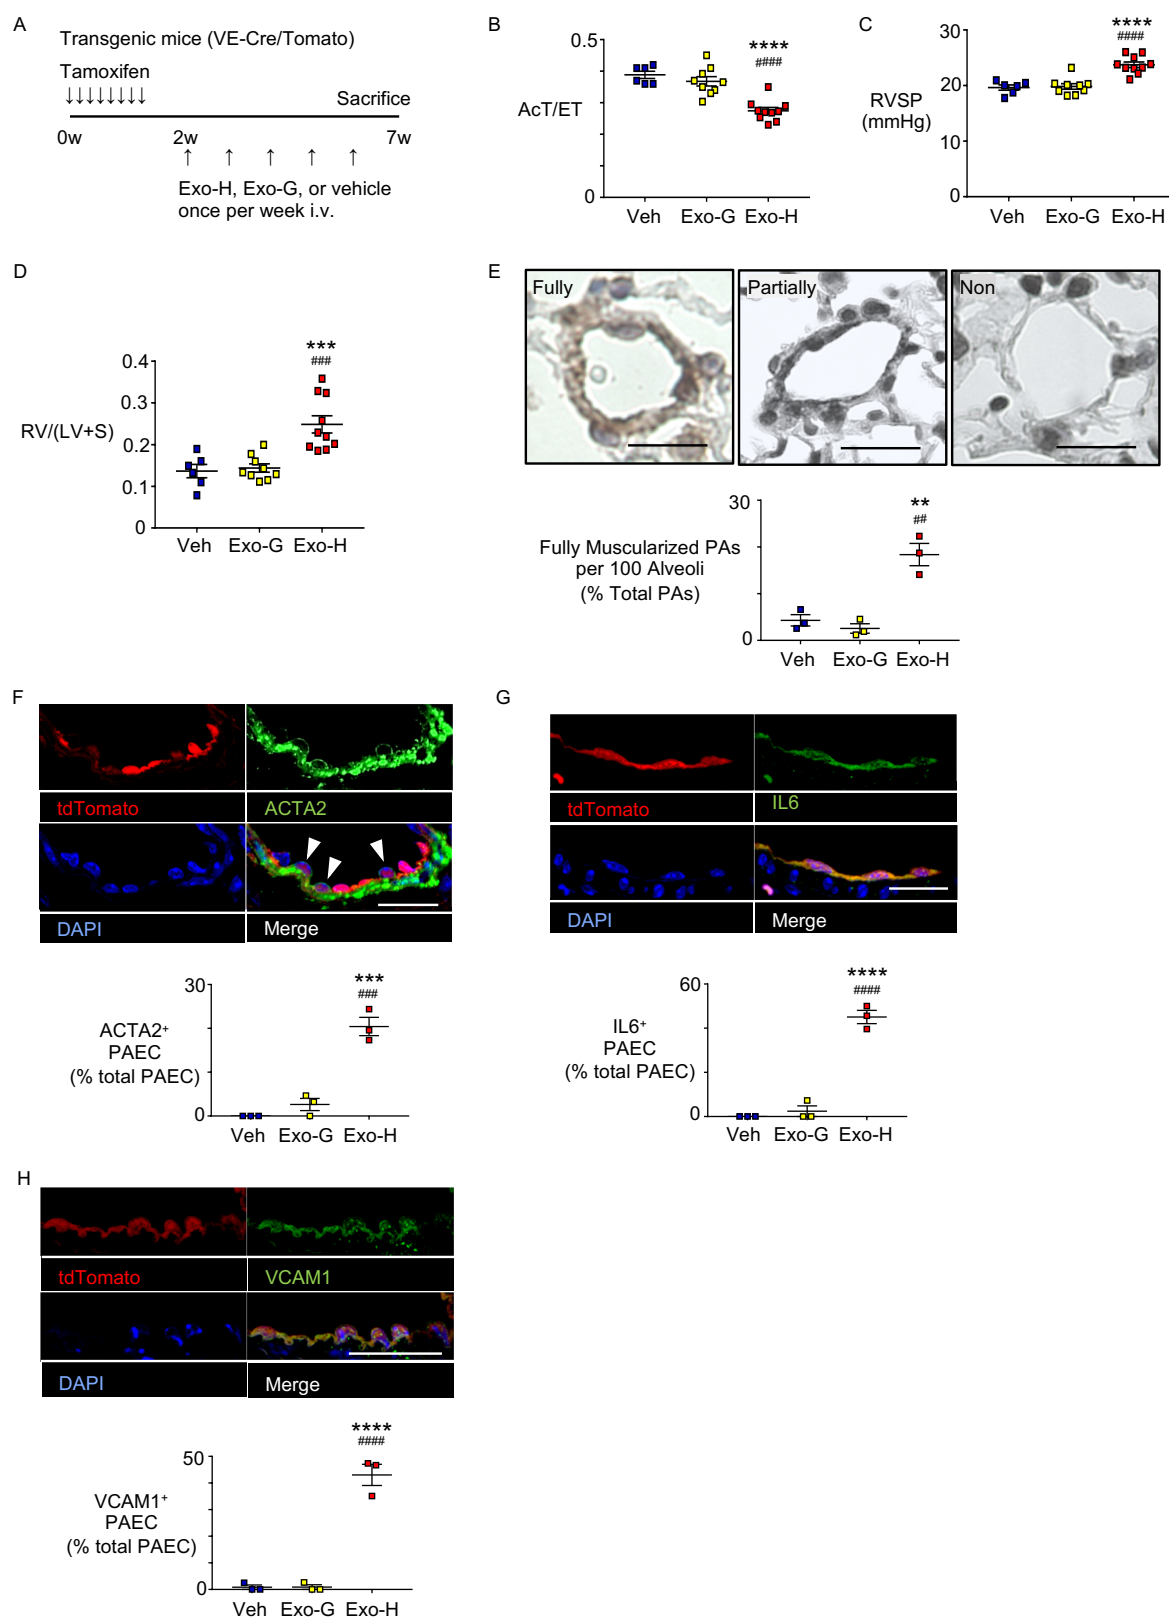 A
Transgenic mice (VE-Cre/Tomato)
Tamoxifen
↓↓↓↓↓↓↓↓
Sacrifice
0w 2w 7w
↑ ↑ ↑ ↑ ↑
Exo-H, Exo-G, or vehicle
once per week i.v.
B
0.5
****
####
AcT/ET
0
Veh Exo-G Exo-H
C
****
####
30
20
RVSP
(mmHg)
10
0
Veh Exo-G Exo-H
D
***
###
0.4
0.3
RV/(LV+S)
0.2
0.1
0
Veh Exo-G Exo-H
E
Fully
Partially
Non
30
**
##
Fully Muscularized PAs
per 100 Alveoli
(% Total PAs)
0
Veh Exo-G Exo-H
F
tdTomato
ACTA2
DAPI
Merge
30
***
###
ACTA2⁺
PAEC
(% total PAEC)
0
Veh Exo-G Exo-H
G
tdTomato
IL6
DAPI
Merge
60
****
####
IL6⁺
PAEC
(% total PAEC)
0
Veh Exo-G Exo-H
H
tdTomato
VCAM1
DAPI
Merge
50
****
####
VCAM1⁺
PAEC
(% total PAEC)
0
Veh Exo-G Exo-H